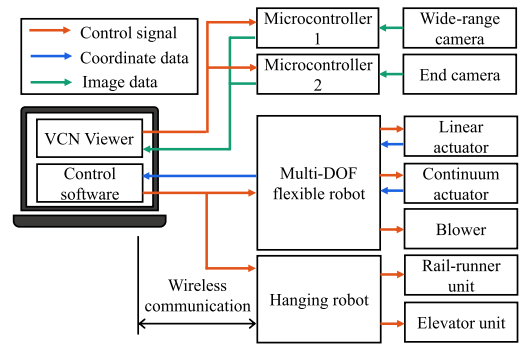 Control signal
Coordinate data
Image data
Microcontroller
1
Wide-range
camera
Microcontroller
2
End camera
VCN Viewer
Control
software
Multi-DOF
flexible robot
Linear
actuator
Continuum
actuator
Blower
Wireless
communication
Hanging robot
Rail-runner
unit
Elevator unit